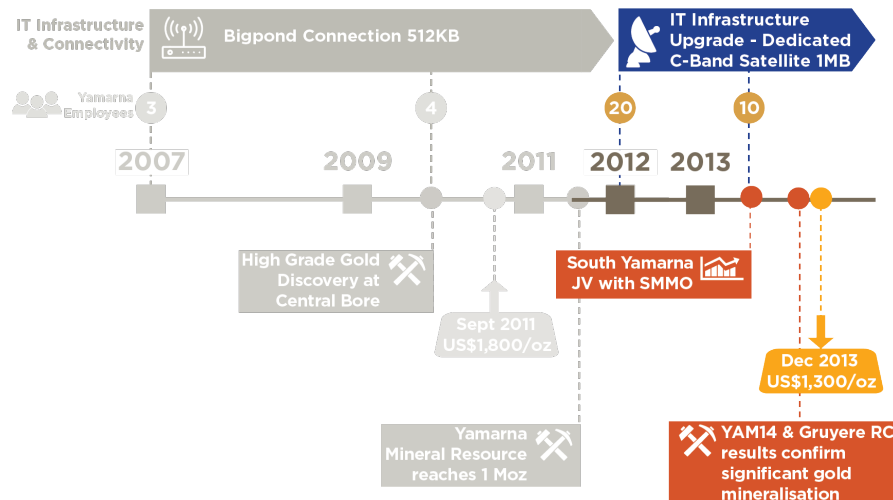 IT Infrastructure
& Connectivity
Bigpond Connection 512KB
IT Infrastructure
Upgrade - Dedicated
C-Band Satellite 1MB
Yamarna
Employees
3
4
20
10
2007
2009
2011
2012
2013
High Grade Gold
Discovery at
Central Bore
South Yamarna
JV with SMMO
Sept 2011
US$1,800/oz
Dec 2013
US$1,300/oz
Yamarna
Mineral Resource
reaches 1 Moz
YAM14 & Gruyere RC
results confirm
significant gold
mineralisation